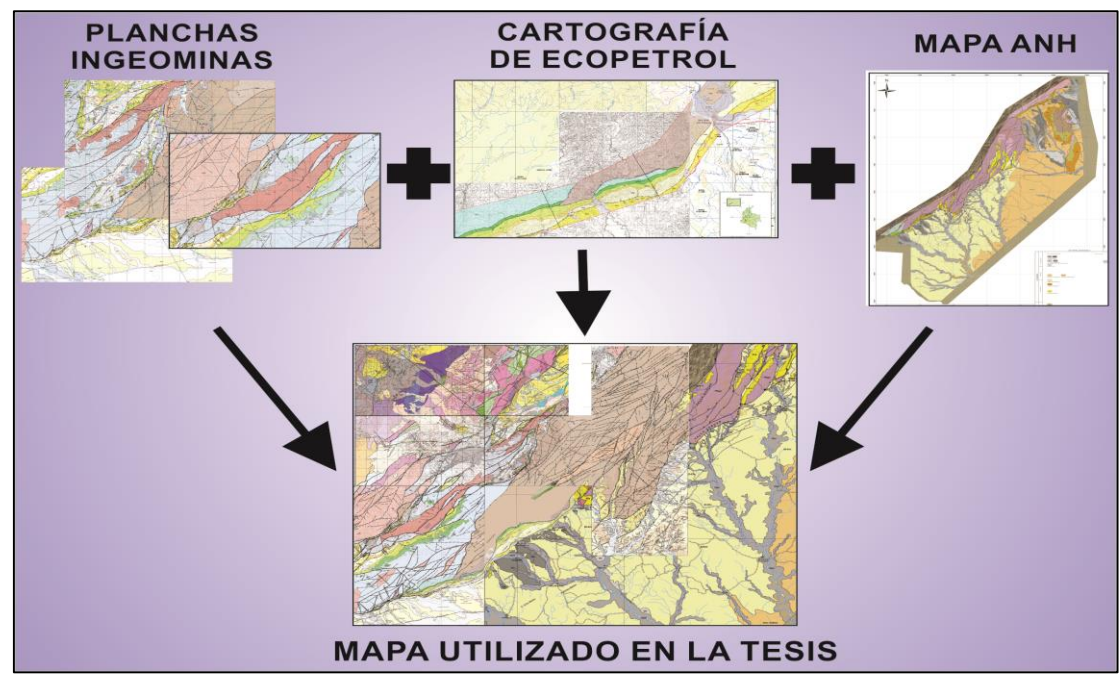 PLANCHAS
INGEOMINAS
CARTOGRAFÍA
DE ECOPETROL
MAPA ANH
MAPA UTILIZADO EN LA TESIS